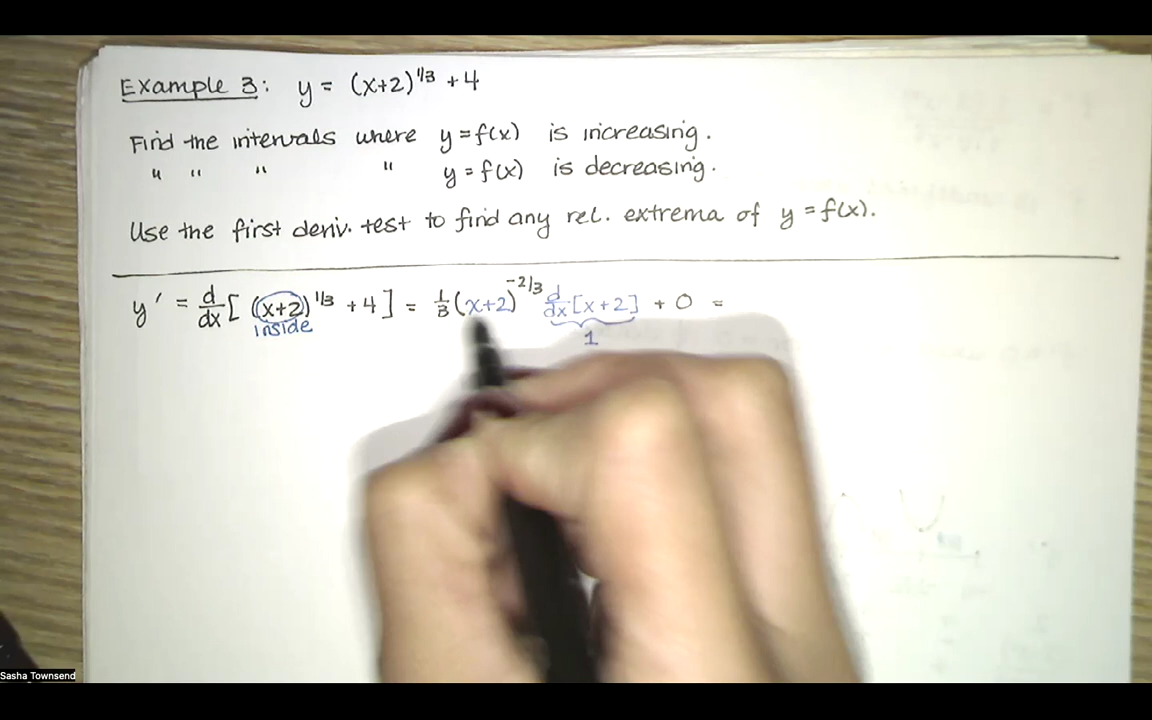 Example 3: y = (x+2)^1/3 + 4
Find the intervals where y = f(x) is increasing.
" " " " y = f(x) is decreasing.
Use the first deriv. test to find any rel. extrema of y = f(x).
y' = d/dx [ (x+2)^1/3 + 4 ] = 1/3 (x+2)^-2/3 d/dx [x+2] + 0 =
inside
1
Sasha Townsend